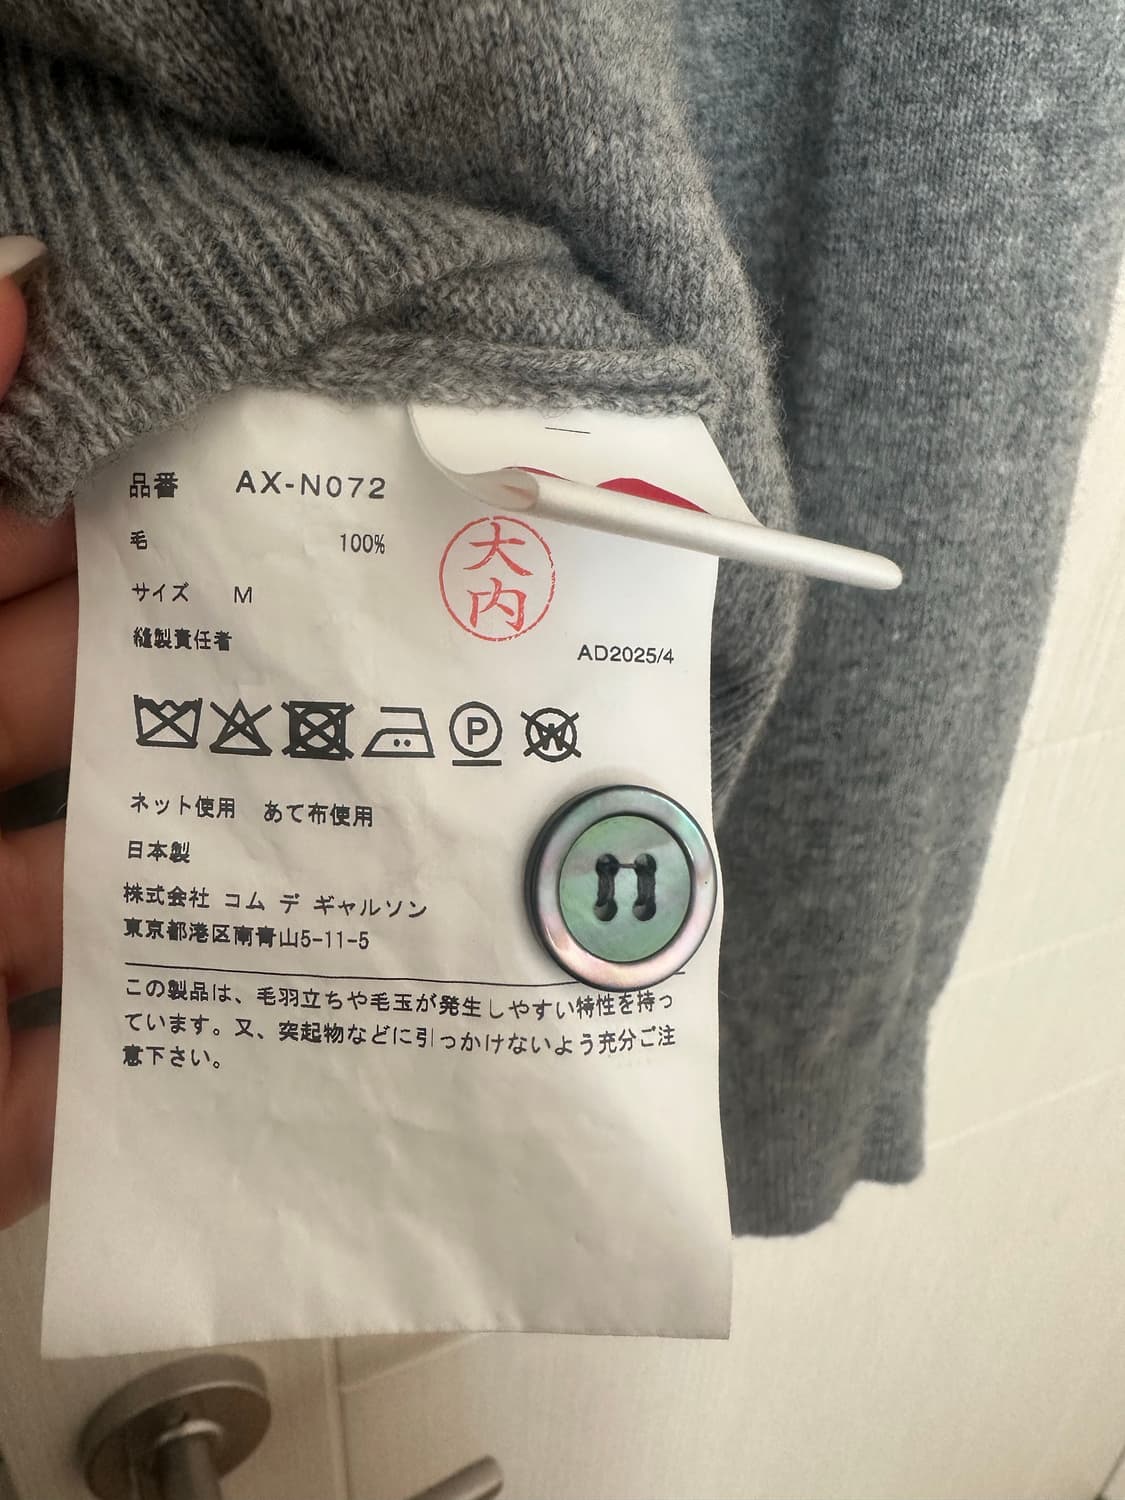 品番 AX-N072
毛 100%
大内
サイズ M
縫製責任者
AD2025/4
P
W
ネット使用 あて布使用
日本製
株式会社 コム デ ギャルソン
東京都港区南青山5-11-5
この製品は、毛羽立ちや毛玉が発生しやすい特性を持っ
ています。又、突起物などに引っかけないよう充分ご注
意下さい。